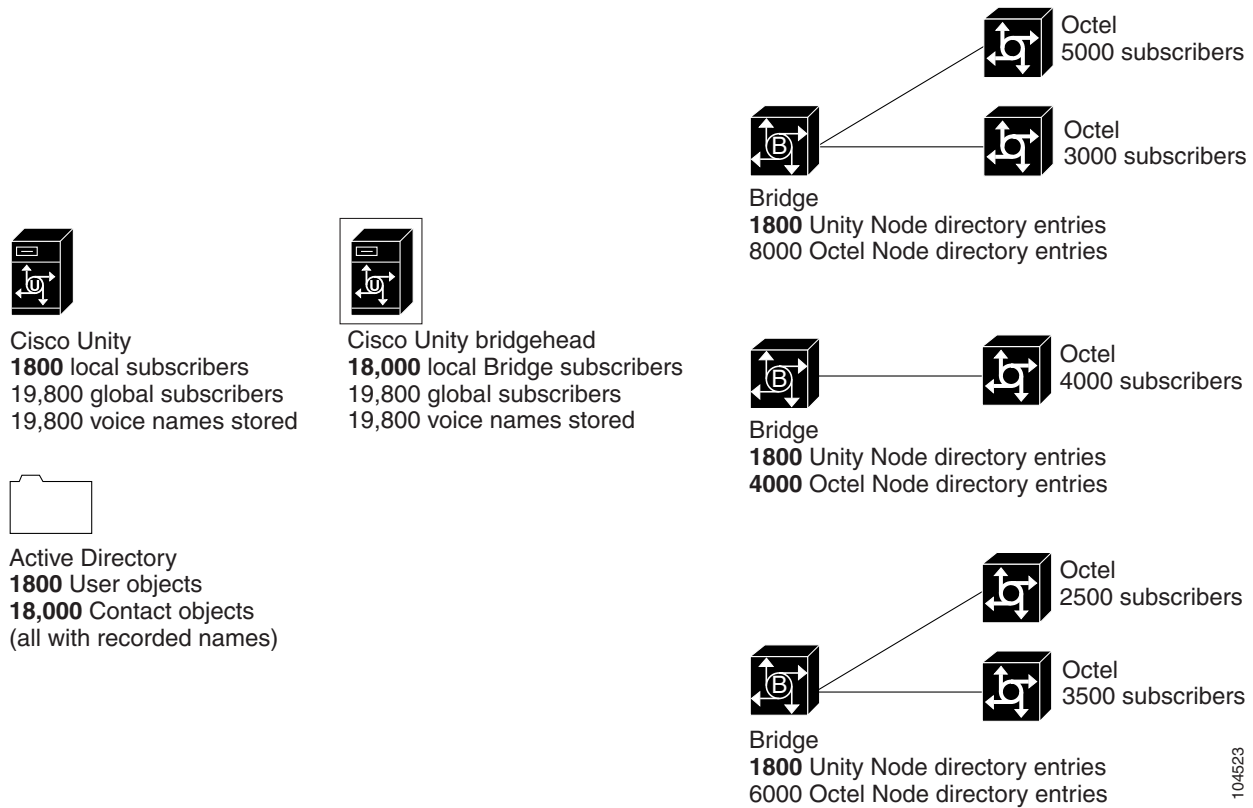 Octel
5000 subscribers
B
Octel
3000 subscribers
Bridge
1800 Unity Node directory entries
8000 Octel Node directory entries
U
Cisco Unity
1800 local subscribers
19,800 global subscribers
19,800 voice names stored
U
Cisco Unity bridgehead
18,000 local Bridge subscribers
19,800 global subscribers
19,800 voice names stored
B
Octel
4000 subscribers
Bridge
1800 Unity Node directory entries
4000 Octel Node directory entries
Active Directory
1800 User objects
18,000 Contact objects
(all with recorded names)
Octel
2500 subscribers
B
Octel
3500 subscribers
Bridge
1800 Unity Node directory entries
6000 Octel Node directory entries
104523